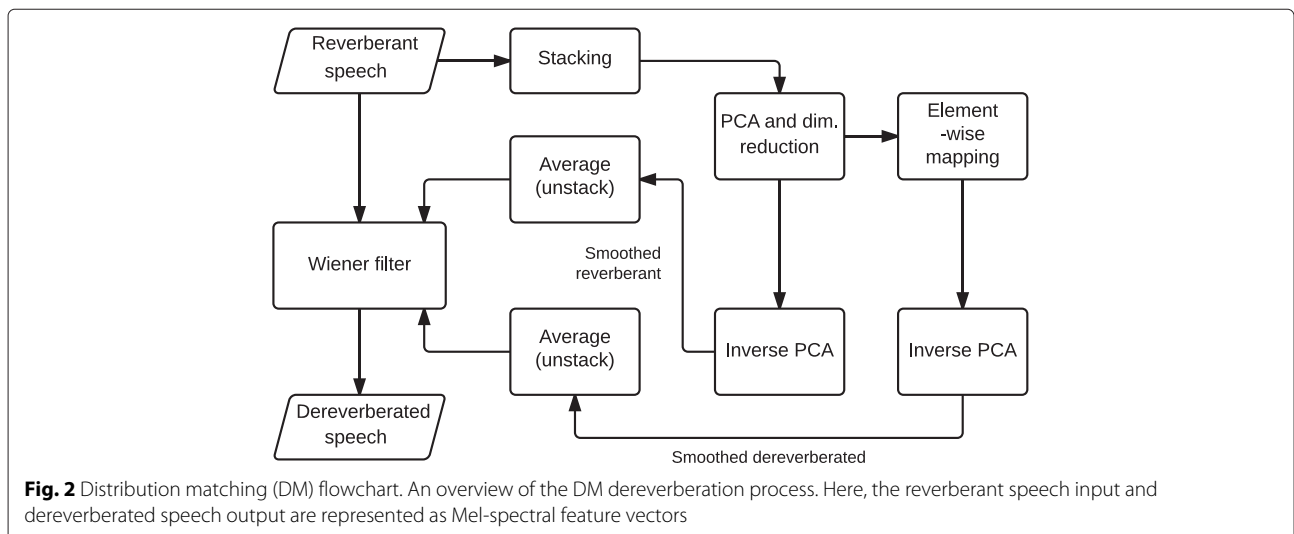 Reverberant
speech
Stacking
PCA and dim.
reduction
Element
-wise
mapping
Average
(unstack)
Wiener filter
Smoothed
reverberant
Average
(unstack)
Inverse PCA
Inverse PCA
Dereverberated
speech
Smoothed dereverberated
Fig. 2 Distribution matching (DM) flowchart. An overview of the DM dereverberation process. Here, the reverberant speech input and
dereverberated speech output are represented as Mel-spectral feature vectors